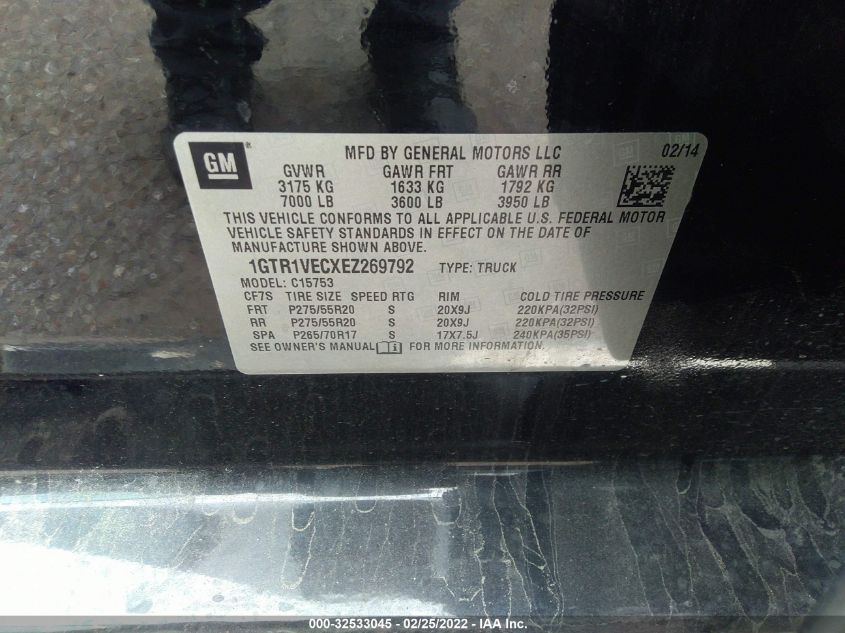 GM ® MFD BY GENERAL MOTORS LLC 02/14
GVWR GAWR FRT GAWR RR
3175 KG 1633 KG 1792 KG
7000 LB 3600 LB 3950 LB
THIS VEHICLE CONFORMS TO ALL APPLICABLE U.S. FEDERAL MOTOR
VEHICLE SAFETY STANDARDS IN EFFECT ON THE DATE OF
MANUFACTURE SHOWN ABOVE.
1GTR1VECXEZ269792 TYPE: TRUCK
MODEL: C15753
CF7S TIRE SIZE SPEED RTG RIM COLD TIRE PRESSURE
FRT P275/55R20 S 20X9J 220KPA(32PSI)
RR P275/55R20 S 20X9J 220KPA(32PSI)
SPA P265/70R17 S 17X7.5J 240KPA(35PSI)
SEE OWNER'S MANUAL i FOR MORE INFORMATION.
000-32533045 - 02/25/2022 - IAA Inc.